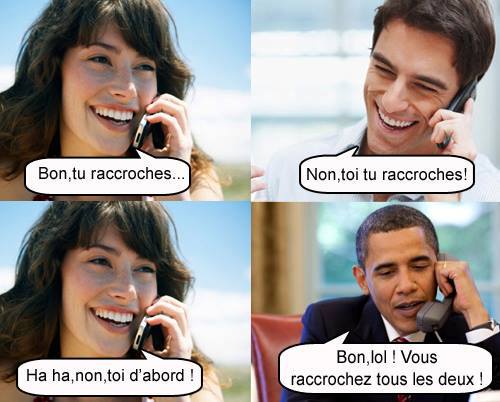 Bon,tu raccroches...
Non,toi tu raccroches!
Ha ha,non,toi d'abord !
Bon,lol ! Vous
raccrochez tous les deux !